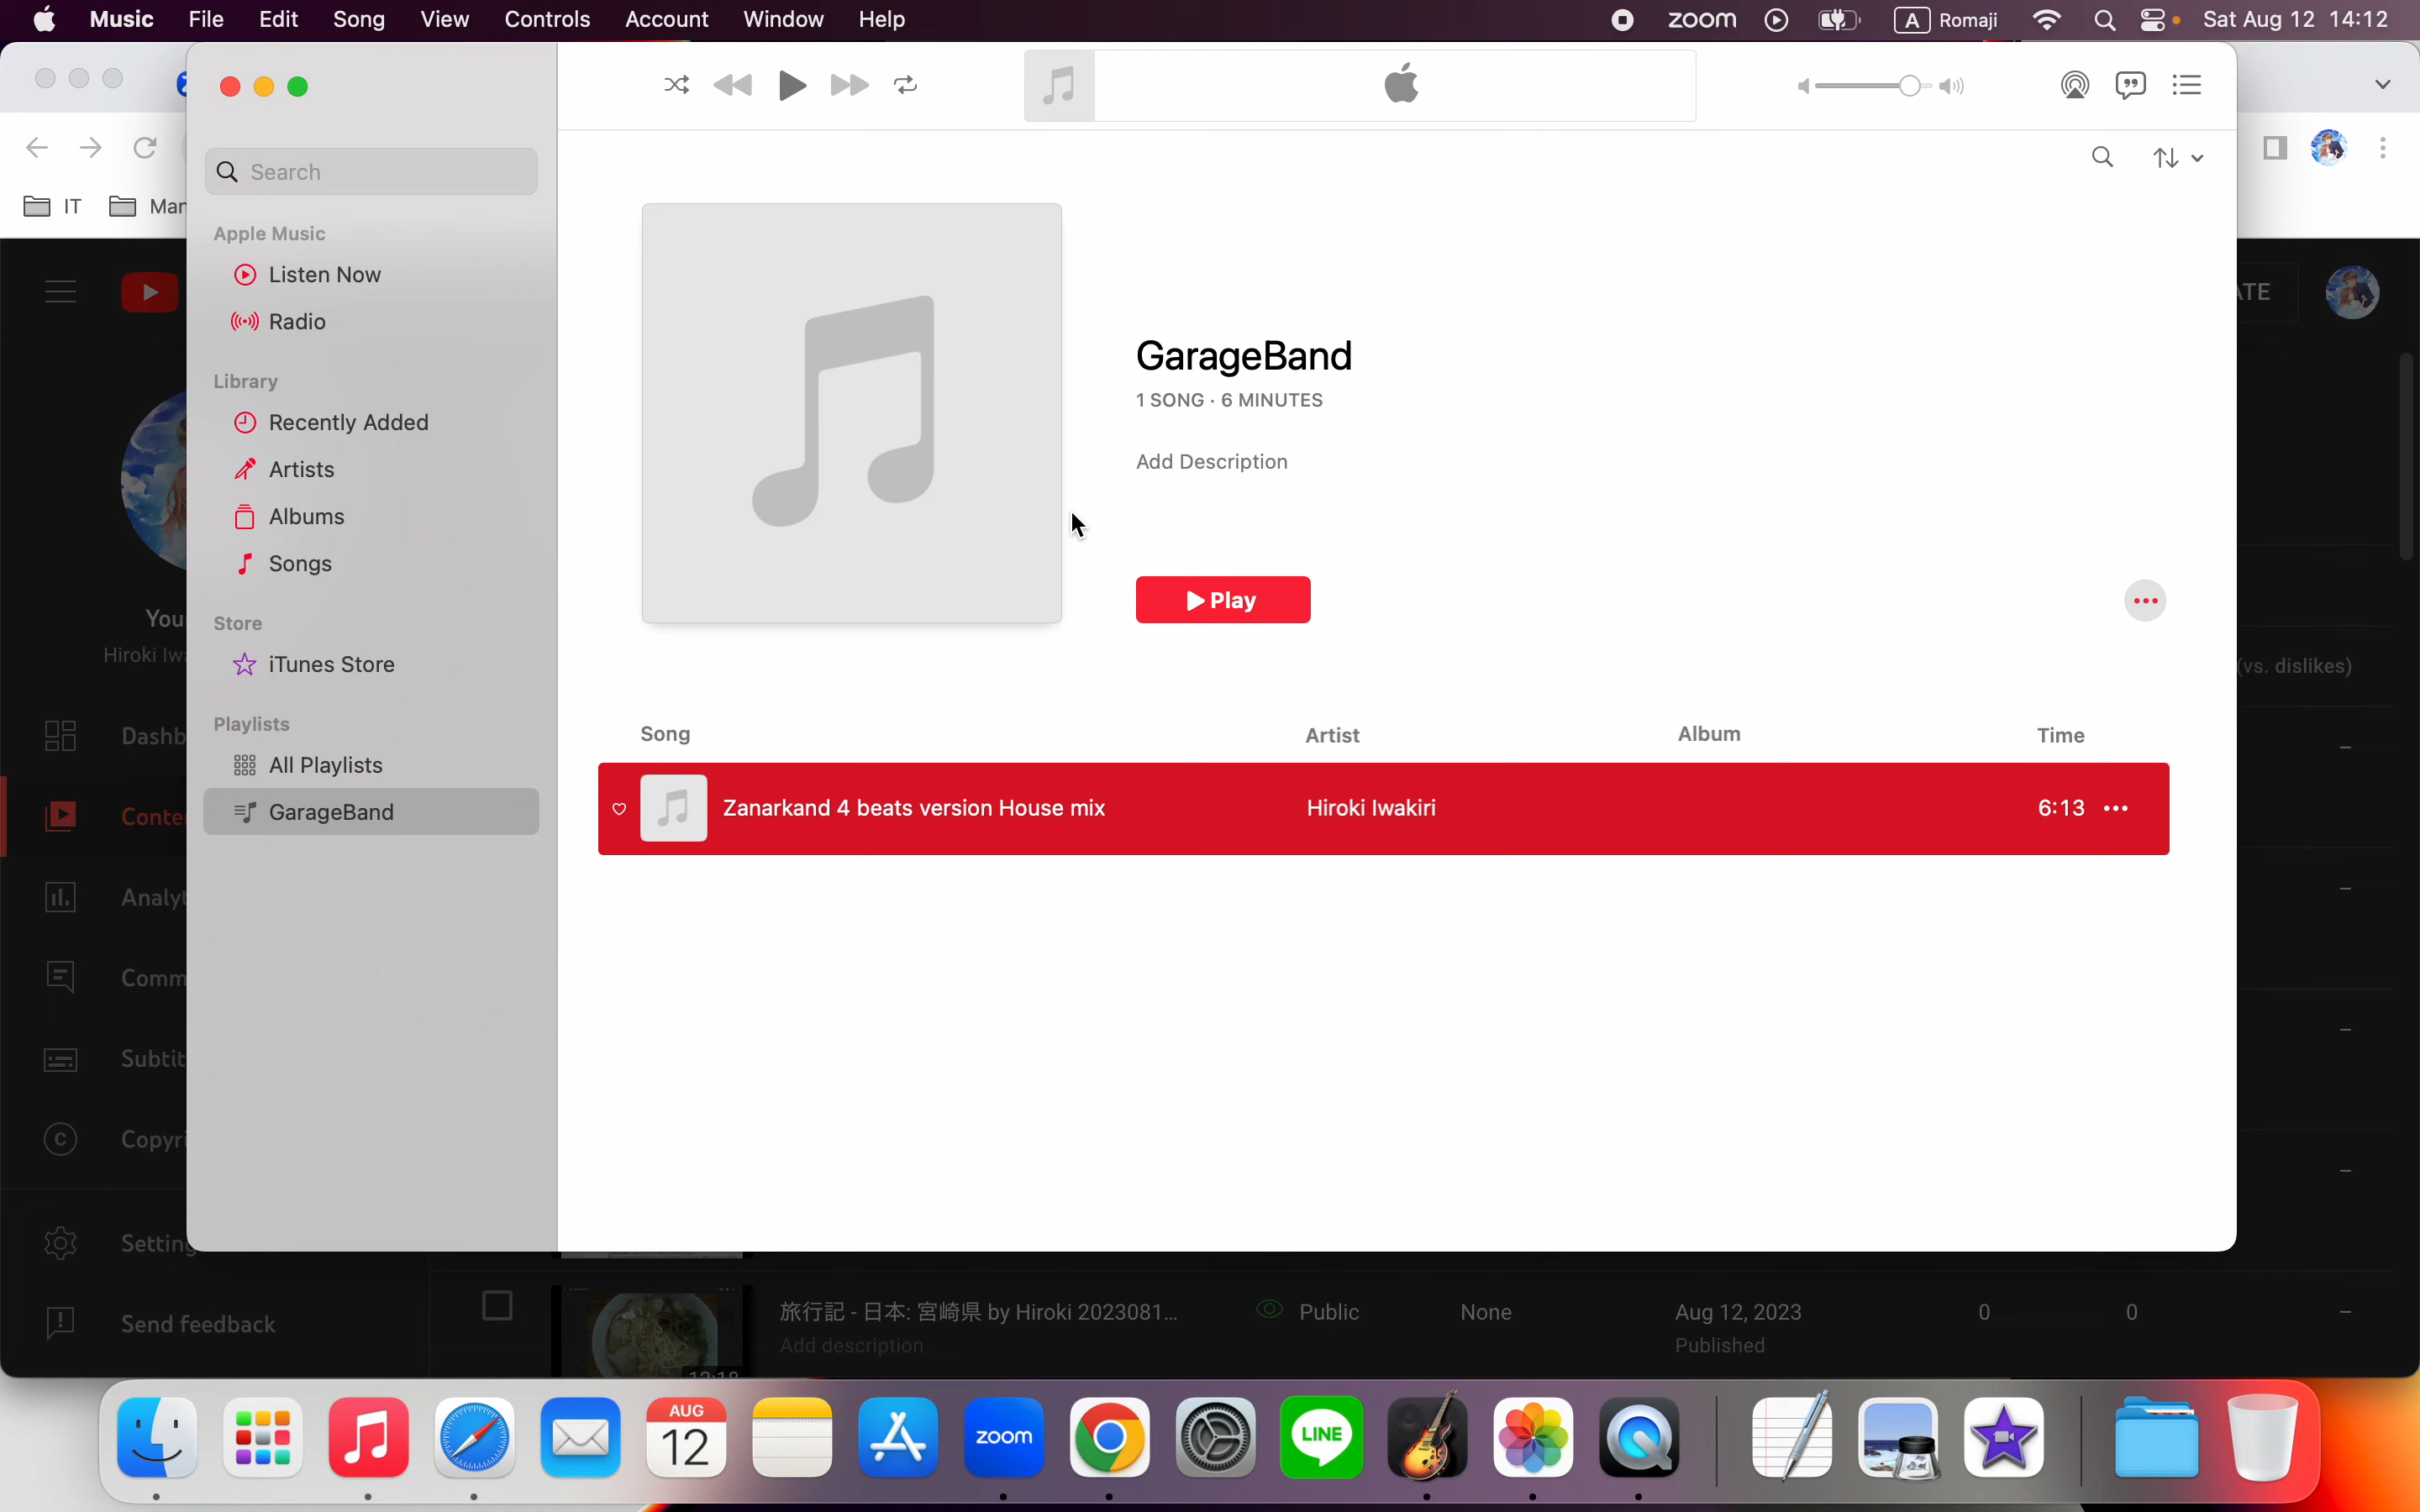 Music File Edit Song View Controls Account Window Help zoom A Romaji Sat Aug 12 14:12
Search
IT
Apple Music
Listen Now
Radio
Library
Recently Added
Artists
Albums
Songs
Store
iTunes Store
Playlists
All Playlists
GarageBand
GarageBand
1 SONG · 6 MINUTES
Add Description
Play
Song Artist Album Time
Zanarkand 4 beats version House mix Hiroki Iwakiri 6:13
(vs. dislikes)
Send feedback
旅行記 - 日本: 宮崎県 by Hiroki 2023081... Public None Aug 12, 2023 0 0 –
Add description Published
AUG
12
zoom
LINE